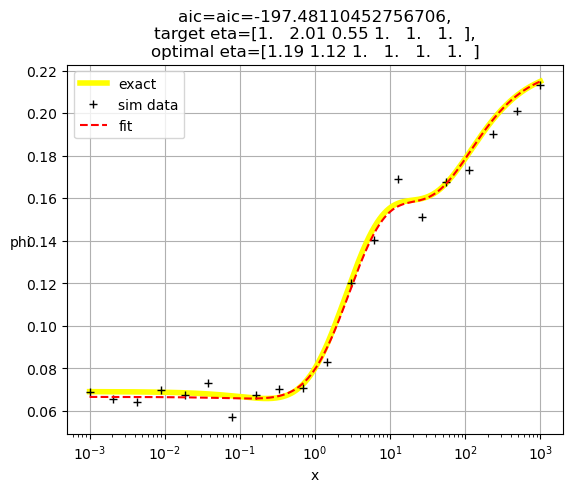 aic=aic=-197.48110452756706,
target eta=[1.   2.01 0.55 1.   1.   1.  ],
optimal eta=[1.19 1.12 1.   1.   1.   1.  ]
0.22
exact
sim data
fit
0.20
0.18
0.16
phi
0.14
0.12
0.10
0.08
0.06
10⁻³ 10⁻² 10⁻¹ 10⁰ 10¹ 10² 10³
x